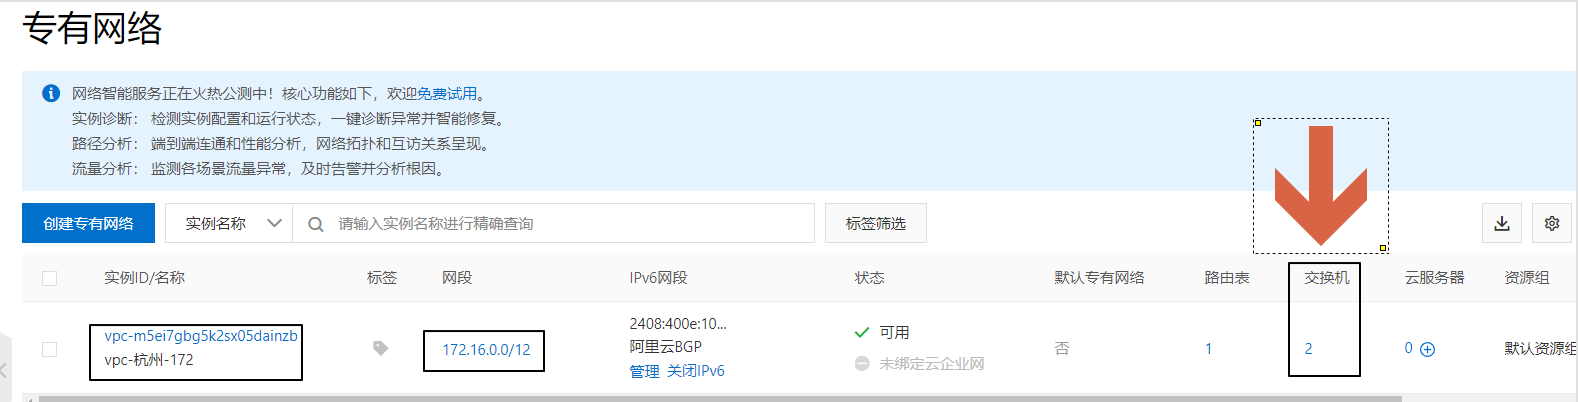 专有网络
网络智能服务正在火热公测中！核心功能如下，欢迎免费试用。
实例诊断： 检测实例配置和运行状态，一键诊断异常并智能修复。
路径分析： 端到端连通和性能分析，网络拓扑和互访关系呈现。
流量分析： 监测各场景流量异常，及时告警并分析根因。
创建专有网络 实例名称 请输入实例名称进行精确查询 标签筛选
实例ID/名称 标签 网段 IPv6网段 状态 默认专有网络 路由表 交换机 云服务器 资源组
vpc-m5ei7gbg5k2sx05dainzb
vpc-杭州-172
172.16.0.0/12
2408:400e:10...
阿里云BGP
管理 关闭IPv6
可用
未绑定云企业网
否
1
2
0
默认资源组